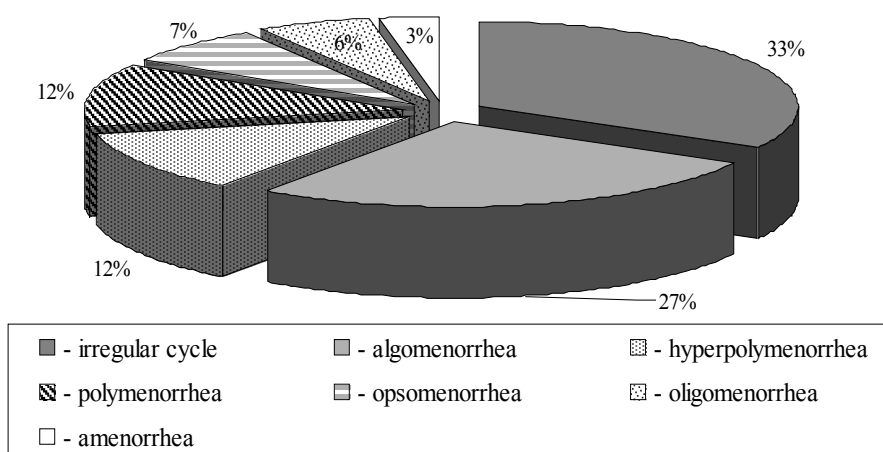 7%
6%
3%
33%
12%
12%
27%
- irregular cycle
- algomenorrhea
- hyperpolymenorrhea
- polymenorrhea
- opsomenorrhea
- oligomenorrhea
- amenorrhea